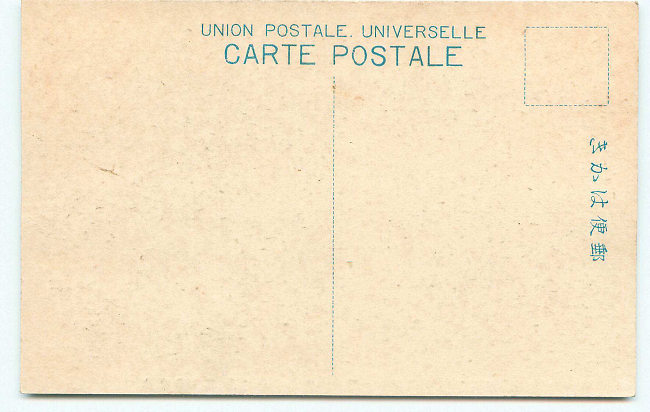 UNION POSTALE. UNIVERSELLE
CARTE POSTALE
郵便はかき